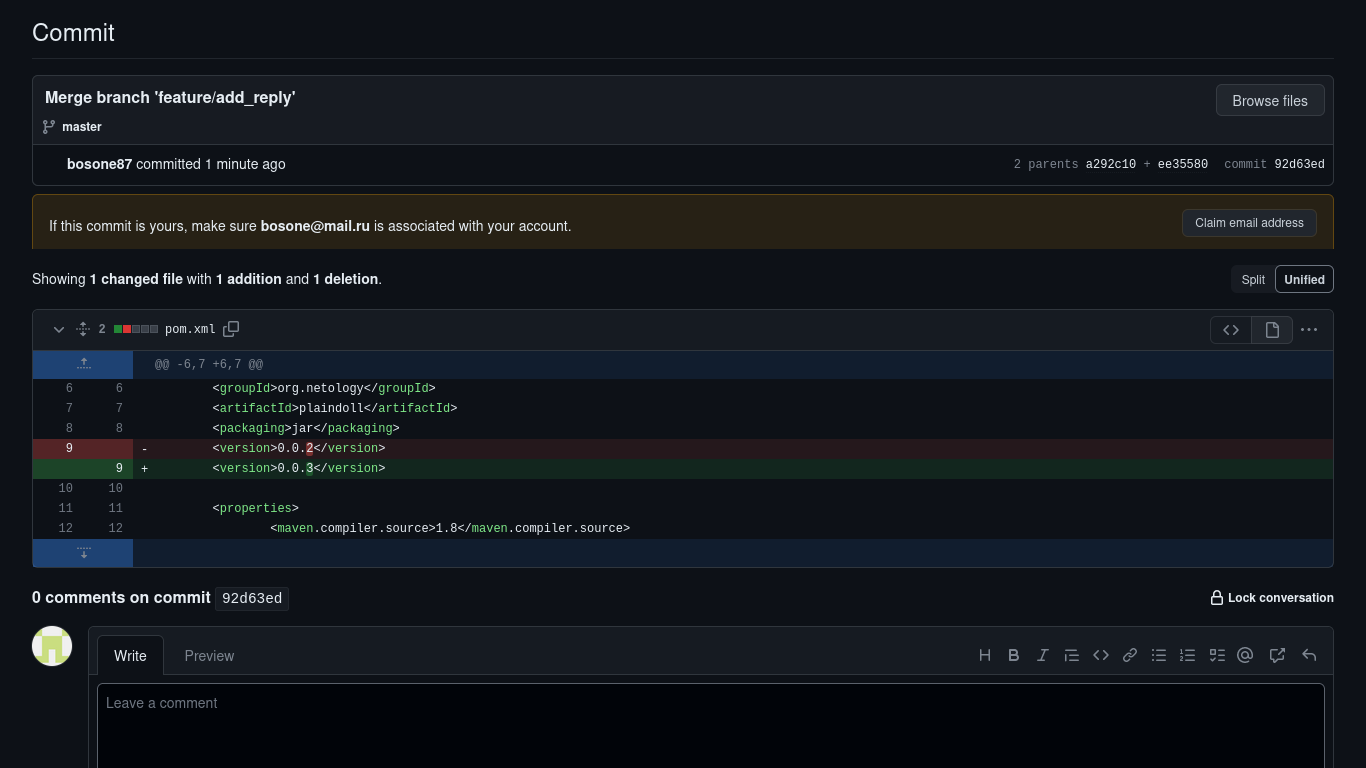 Commit
Merge branch 'feature/add_reply'
Browse files
master
bosone87 committed 1 minute ago
2 parents a292c10 + ee35580 commit 92d63ed
If this commit is yours, make sure bosone@mail.ru is associated with your account.
Claim email address
Showing 1 changed file with 1 addition and 1 deletion.
Split Unified
2 pom.xml
@@ -6,7 +6,7 @@
6 6 <groupId>org.netology</groupId>
7 7 <artifactId>plaindoll</artifactId>
8 8 <packaging>jar</packaging>
9 - <version>0.0.2</version>
9 + <version>0.0.3</version>
10 10
11 11 <properties>
12 12 <maven.compiler.source>1.8</maven.compiler.source>
0 comments on commit 92d63ed
Lock conversation
Write Preview
Leave a comment